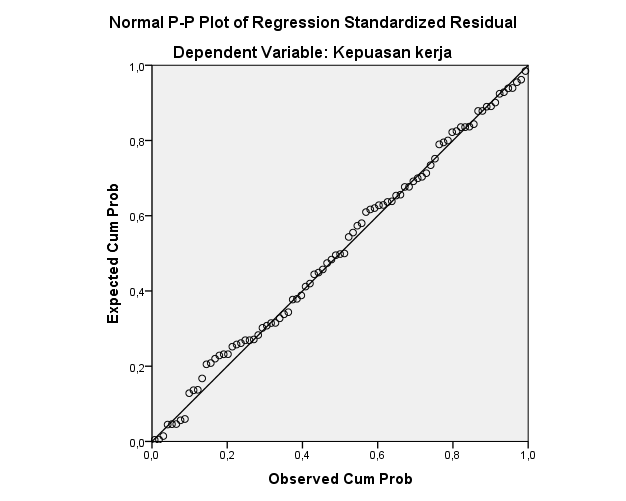 Normal P-P Plot of Regression Standardized Residual
Dependent Variable: Kepuasan kerja
1,0
0,8
0,6
0,4
0,2
0,0
Expected Cum Prob
0,0 0,2 0,4 0,6 0,8 1,0
Observed Cum Prob